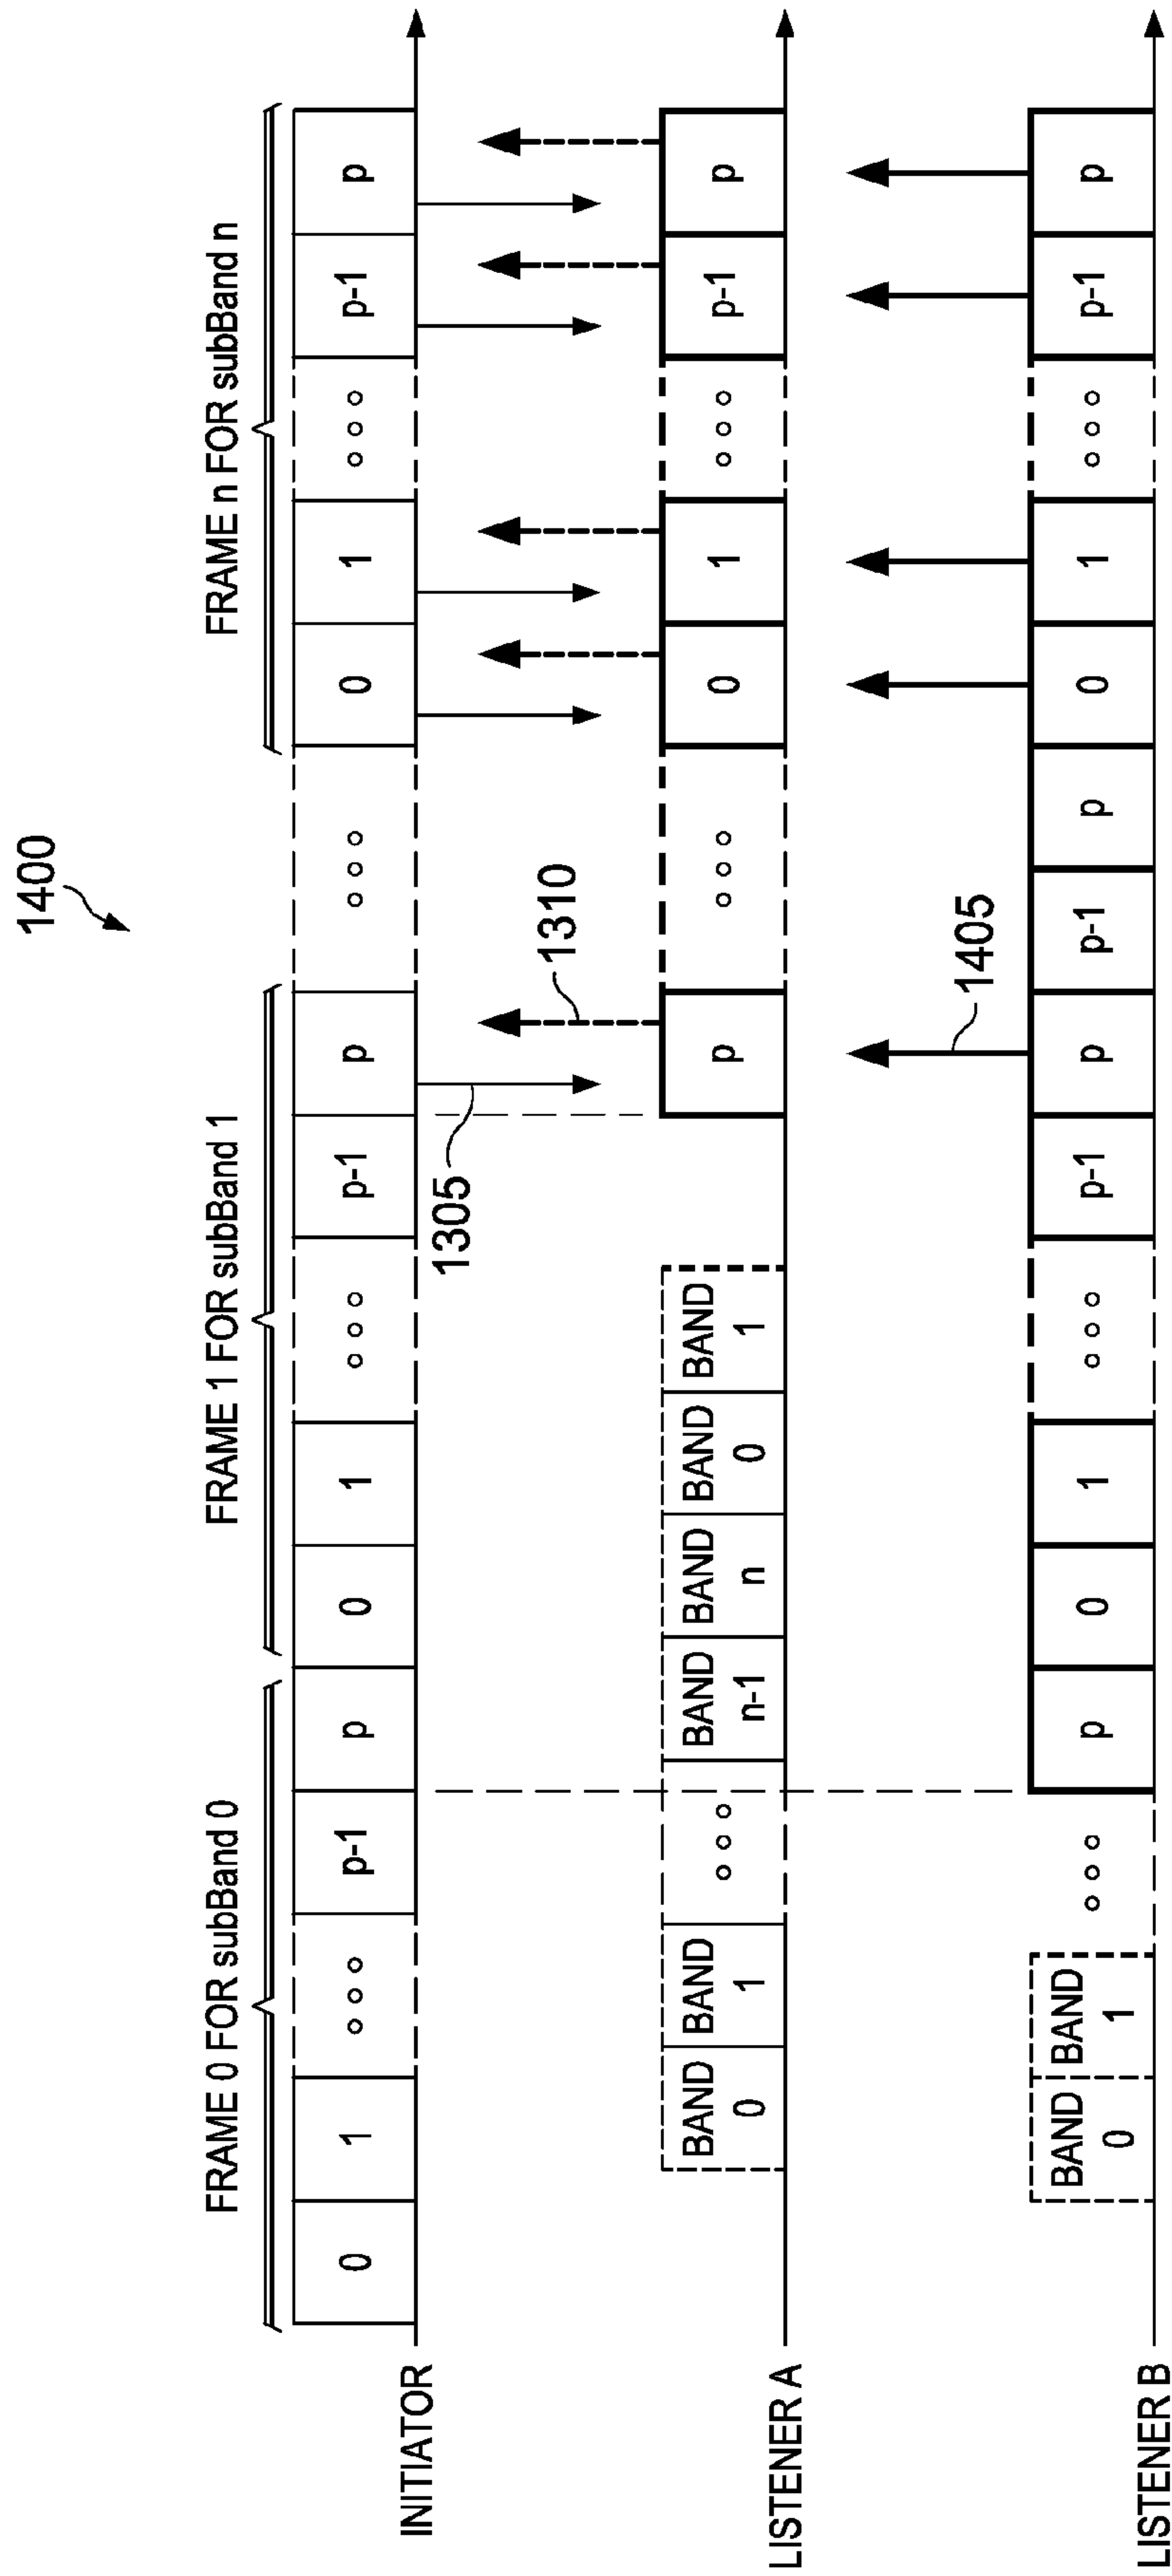 1400
FRAME 0 FOR subBand 0
FRAME 1 FOR subBand 1
FRAME n FOR subBand n
INITIATOR
0 1 p-1 p 0 1 p-1 p 0 1 p-1 p
1305
1310
LISTENER A
BAND 0
BAND 1
BAND n-1
BAND n
BAND 0
BAND 1
p 0 1 p-1 p
1405
LISTENER B
BAND 0
BAND 1
p 0 1 p-1 p p-1 p 0 1 p-1 p